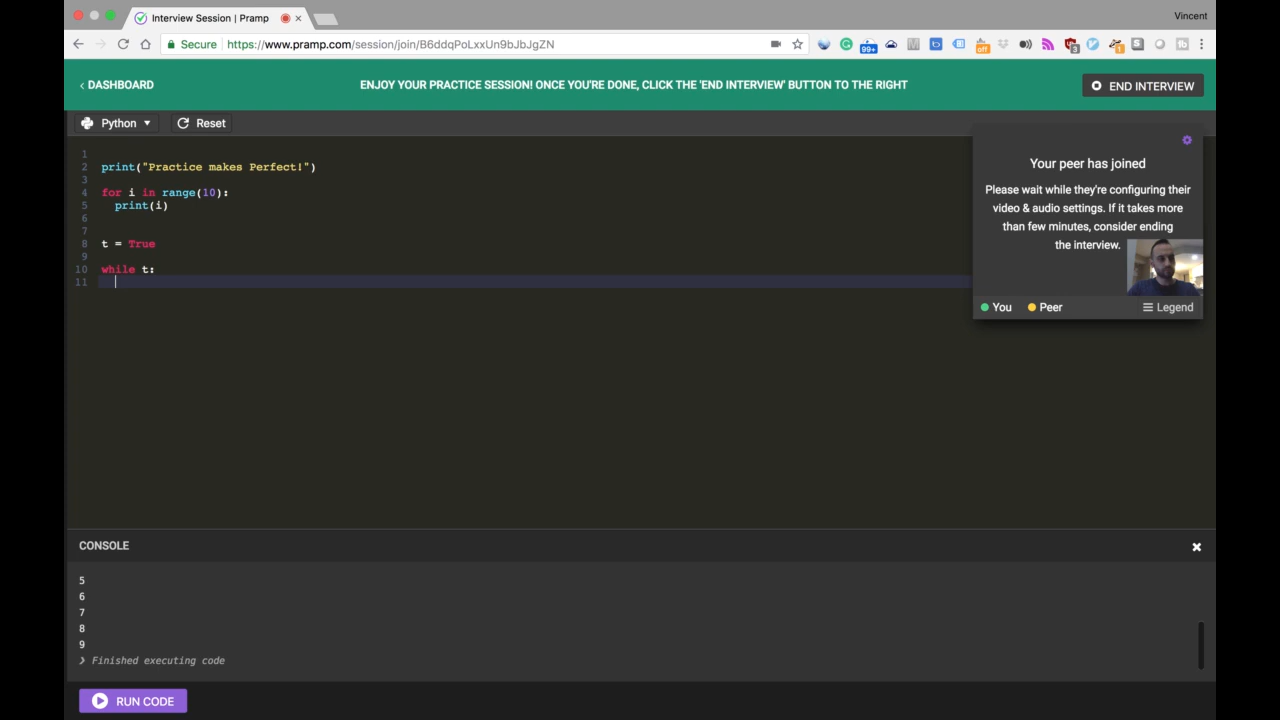 Interview Session | Pramp
Vincent
Secure
https://www.pramp.com/session/join/B6ddqPoLxxUn9bJbJgZN
99+
off
3
1
DASHBOARD
ENJOY YOUR PRACTICE SESSION! ONCE YOU'RE DONE, CLICK THE 'END INTERVIEW' BUTTON TO THE RIGHT
END INTERVIEW
Python
Reset
1
2 print("Practice makes Perfect!")
3
4 for i in range(10):
5 print(i)
6
7
8 t = True
9
10 while t:
11
Your peer has joined
Please wait while they're configuring their
video & audio settings. If it takes more
than few minutes, consider ending
the interview.
You
Peer
Legend
CONSOLE
5
6
7
8
9
❯ Finished executing code
RUN CODE